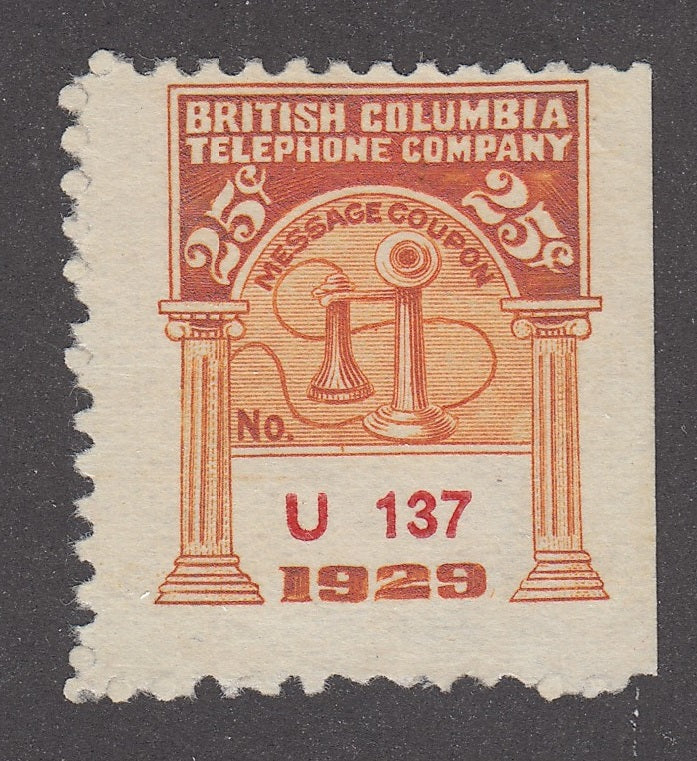 BRITISH COLUMBIA
TELEPHONE COMPANY
25¢ 25¢
MESSAGE COUPON
No.
U 137
1929